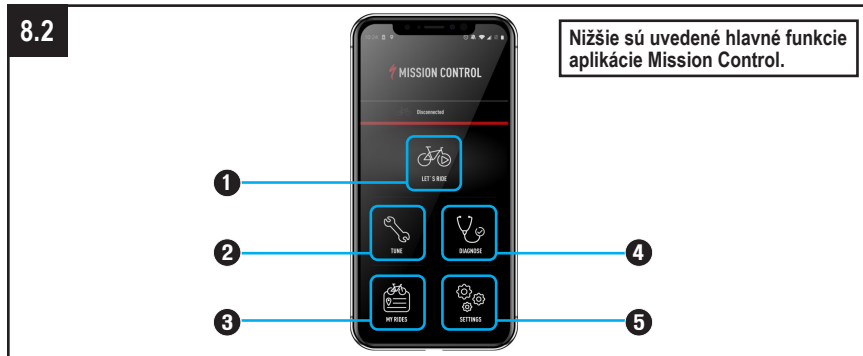 8.2
Nižšie sú uvedené hlavné funkcie
aplikácie Mission Control.
MISSION CONTROL
Disconnected
1
LET'S RIDE
2
TUNE
DIAGNOSE
4
3
MY RIDES
SETTINGS
5